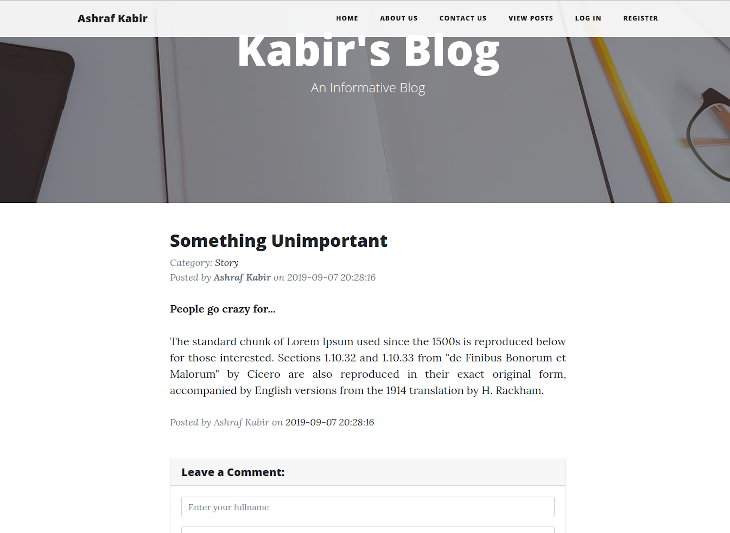 Ashraf Kabir
HOME ABOUT US CONTACT US VIEW POSTS LOG IN REGISTER
Kabir's Blog
An Informative Blog
Something Unimportant
Category: Story
Posted by Ashraf Kabir on 2019-09-07 20:28:16
People go crazy for...
The standard chunk of Lorem Ipsum used since the 1500s is reproduced below
for those interested. Sections 1.10.32 and 1.10.33 from "de Finibus Bonorum et
Malorum" by Cicero are also reproduced in their exact original form,
accompanied by English versions from the 1914 translation by H. Rackham.
Posted by Ashraf Kabir on 2019-09-07 20:28:16
Leave a Comment:
Enter your fullname